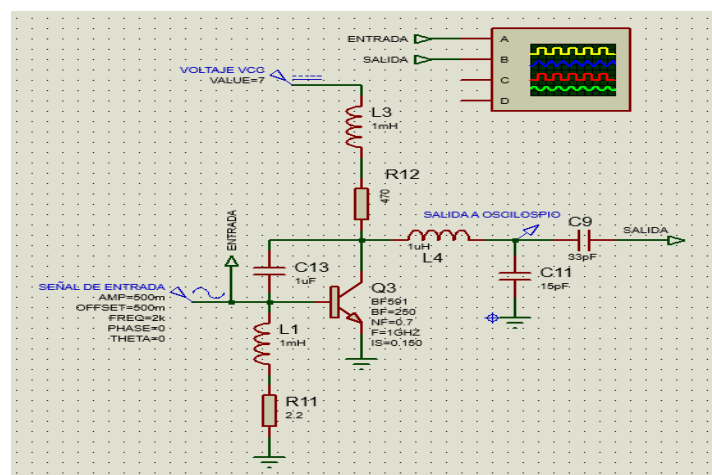 ENTRADA
A
SALIDA
B
C
D
VOLTAJE VCC
VALUE=7
L3
1mH
R12
470
SALIDA A OSCILOSPIO
C9
33pF
SALIDA
ENTRADA
1uH
L4
C13
1uF
C11
15pF
SEÑAL DE ENTRADA
AMP=500m
OFFSET=500m
FREQ=2k
PHASE=0
THETA=0
Q3
BF591
BF=250
NF=0.7
F=1GHZ
IS=0.150
L1
1mH
R11
2.2